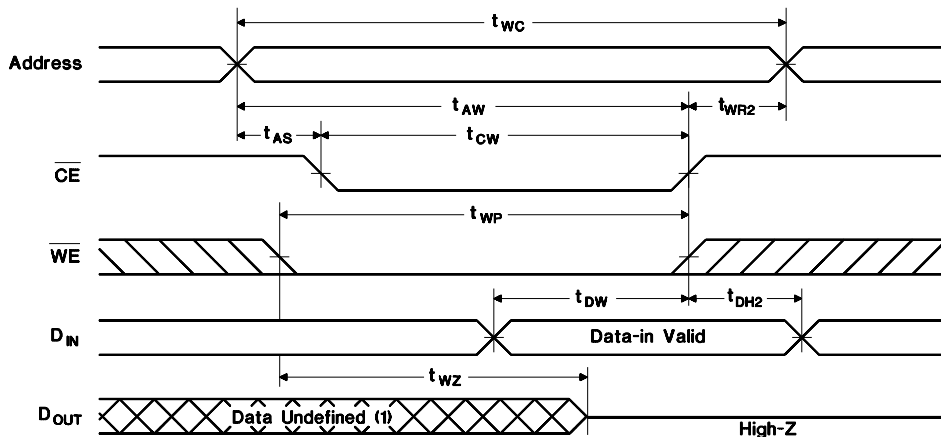 tWC
Address
tAW
tWR2
tAS
tCW
CE
tWP
WE
tDW
tDH2
DIN
Data-in Valid
tWZ
DOUT
Data Undefined (1)
High-Z